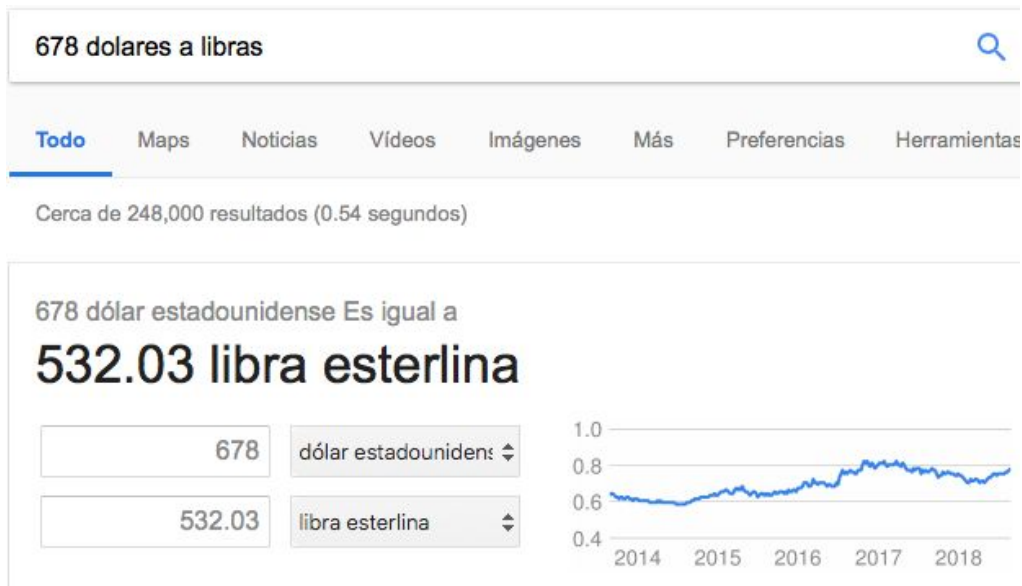 678 dolares a libras
Todo Maps Noticias Vídeos Imágenes Más Preferencias Herramientas
Cerca de 248,000 resultados (0.54 segundos)
678 dólar estadounidense Es igual a
532.03 libra esterlina
678 dólar estadounidens
532.03 libra esterlina
1.0
0.8
0.6
0.4
2014 2015 2016 2017 2018